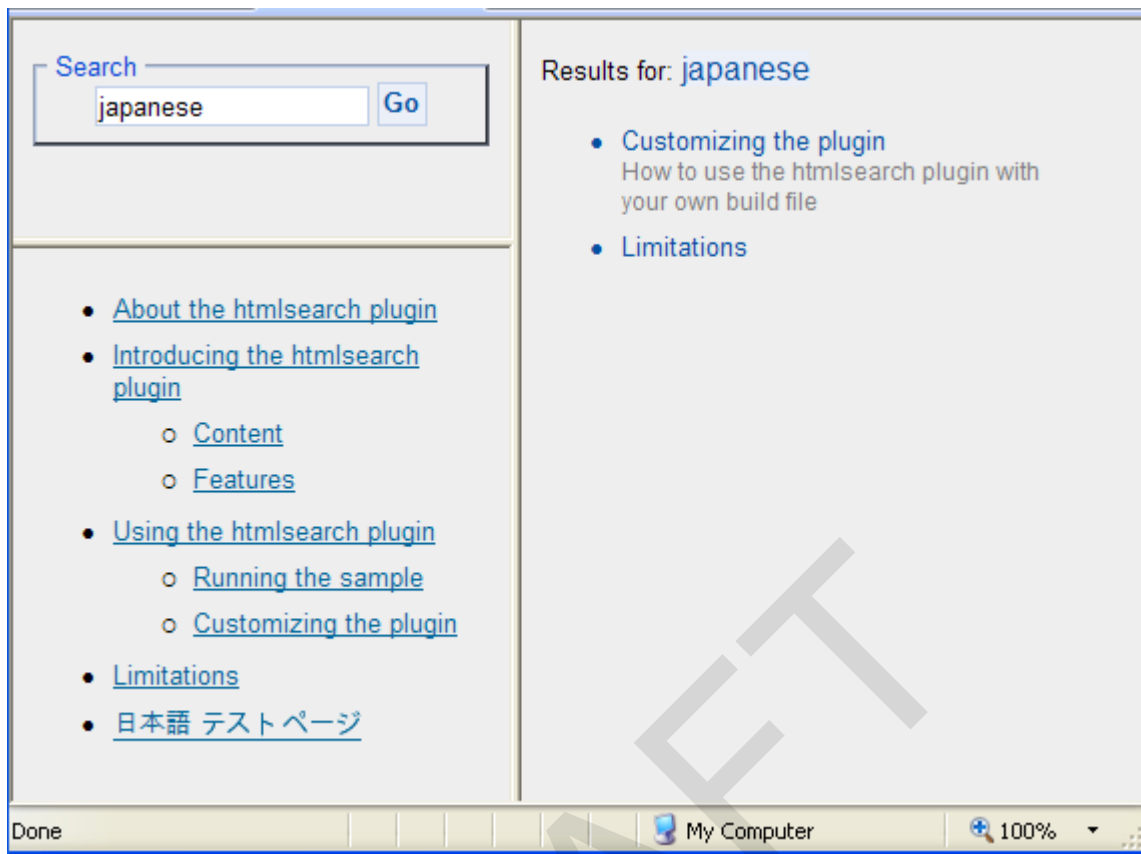 Search
japanese
Go
About the htmlsearch plugin
Introducing the htmlsearch
plugin
Content
Features
Using the htmlsearch plugin
Running the sample
Customizing the plugin
Limitations
日本語 テストページ
Results for: japanese
Customizing the plugin
How to use the htmlsearch plugin with
your own build file
Limitations
Done
My Computer
100%